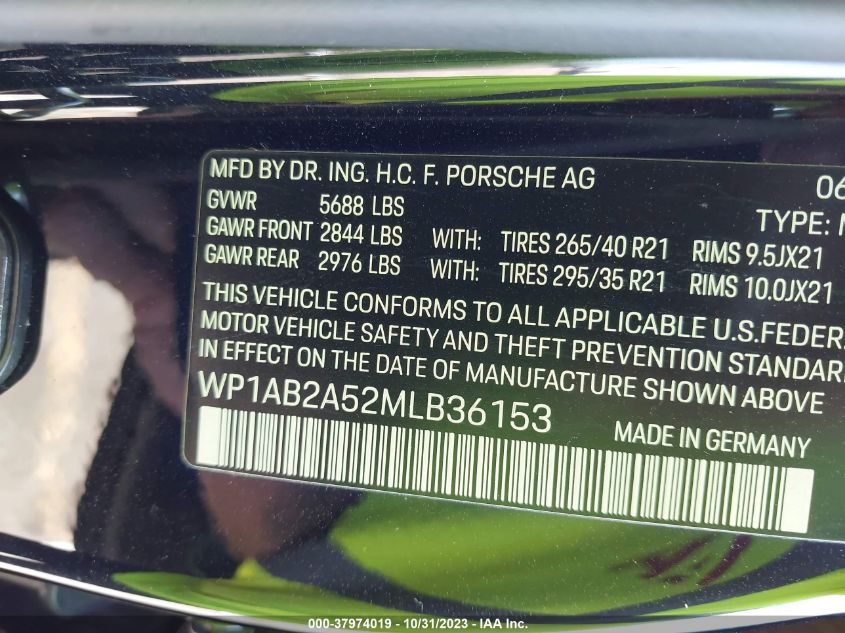 MFD BY DR. ING. H.C. F. PORSCHE AG 06
GVWR 5688 LBS TYPE: M
GAWR FRONT 2844 LBS WITH: TIRES 265/40 R21 RIMS 9.5JX21
GAWR REAR 2976 LBS WITH: TIRES 295/35 R21 RIMS 10.0JX21
THIS VEHICLE CONFORMS TO ALL APPLICABLE U.S.FEDERA
MOTOR VEHICLE SAFETY AND THEFT PREVENTION STANDAR
IN EFFECT ON THE DATE OF MANUFACTURE SHOWN ABOVE
WP1AB2A52MLB36153
MADE IN GERMANY
000-37974019 - 10/31/2023 - IAA Inc.